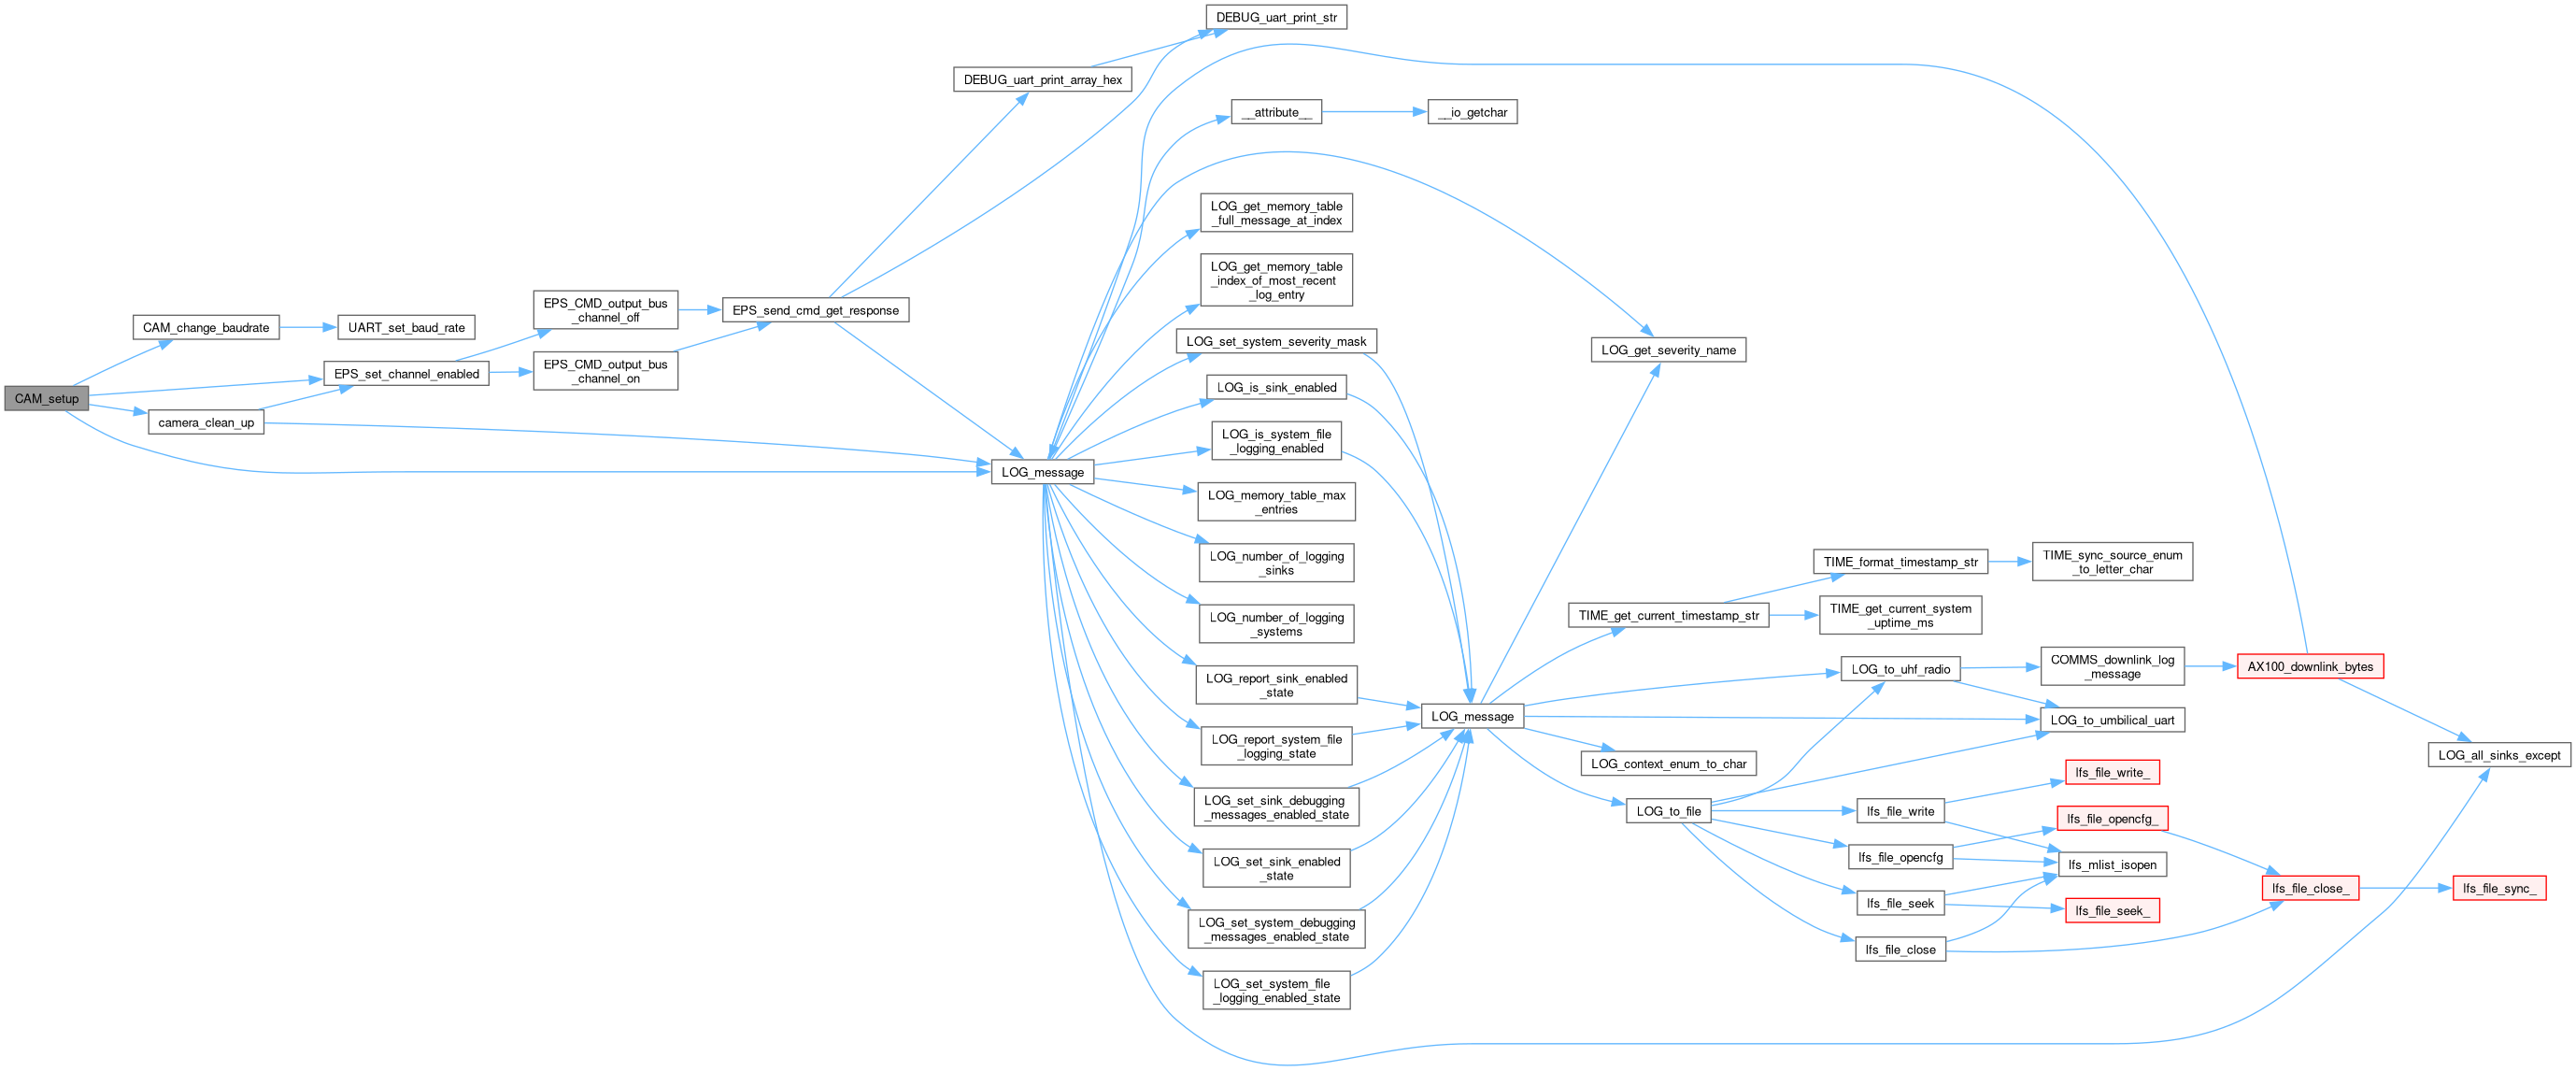 CAM_setup
CAM_change_baudrate
UART_set_baud_rate
EPS_set_channel_enabled
camera_clean_up
EPS_CMD_output_bus
_channel_off
EPS_CMD_output_bus
_channel_on
EPS_send_cmd_get_response
DEBUG_uart_print_array_hex
DEBUG_uart_print_str
LOG_message
__attribute__
__io_getchar
LOG_get_memory_table
_full_message_at_index
LOG_get_memory_table
_index_of_most_recent
_log_entry
LOG_set_system_severity_mask
LOG_is_sink_enabled
LOG_is_system_file
_logging_enabled
LOG_memory_table_max
_entries
LOG_number_of_logging
_sinks
LOG_number_of_logging
_systems
LOG_report_sink_enabled
_state
LOG_report_system_file
_logging_state
LOG_set_sink_debugging
_messages_enabled_state
LOG_set_sink_enabled
_state
LOG_set_system_debugging
_messages_enabled_state
LOG_set_system_file
_logging_enabled_state
LOG_message
LOG_get_severity_name
TIME_get_current_timestamp_str
LOG_context_enum_to_char
LOG_to_file
TIME_format_timestamp_str
TIME_get_current_system
_uptime_ms
TIME_sync_source_enum
_to_letter_char
LOG_to_uhf_radio
COMMS_downlink_log
_message
LOG_to_umbilical_uart
lfs_file_write
lfs_file_opencfg
lfs_file_seek
lfs_file_close
lfs_file_write_
lfs_file_opencfg_
lfs_mlist_isopen
lfs_file_seek_
AX100_downlink_bytes
LOG_all_sinks_except
lfs_file_close_
lfs_file_sync_